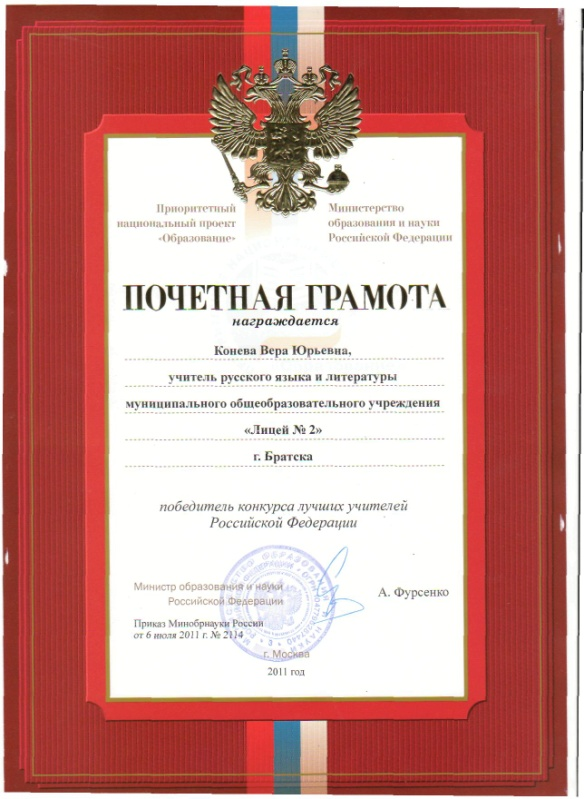 Приоритетный
национальный проект
«Образование»
Министерство
образования и науки
Российской Федерации
ПОЧЕТНАЯ ГРАМОТА
награждается
Конева Вера Юрьевна,
учитель русского языка и литературы
муниципального общеобразовательного учреждения
«Лицей № 2»
г. Братска
победитель конкурса лучших учителей
Российской Федерации
Министр образования и науки
Российской Федерации
А. Фурсенко
Приказ Минобрнауки России
от 6 июля 2011 г. № 2114
г. Москва
2011 год